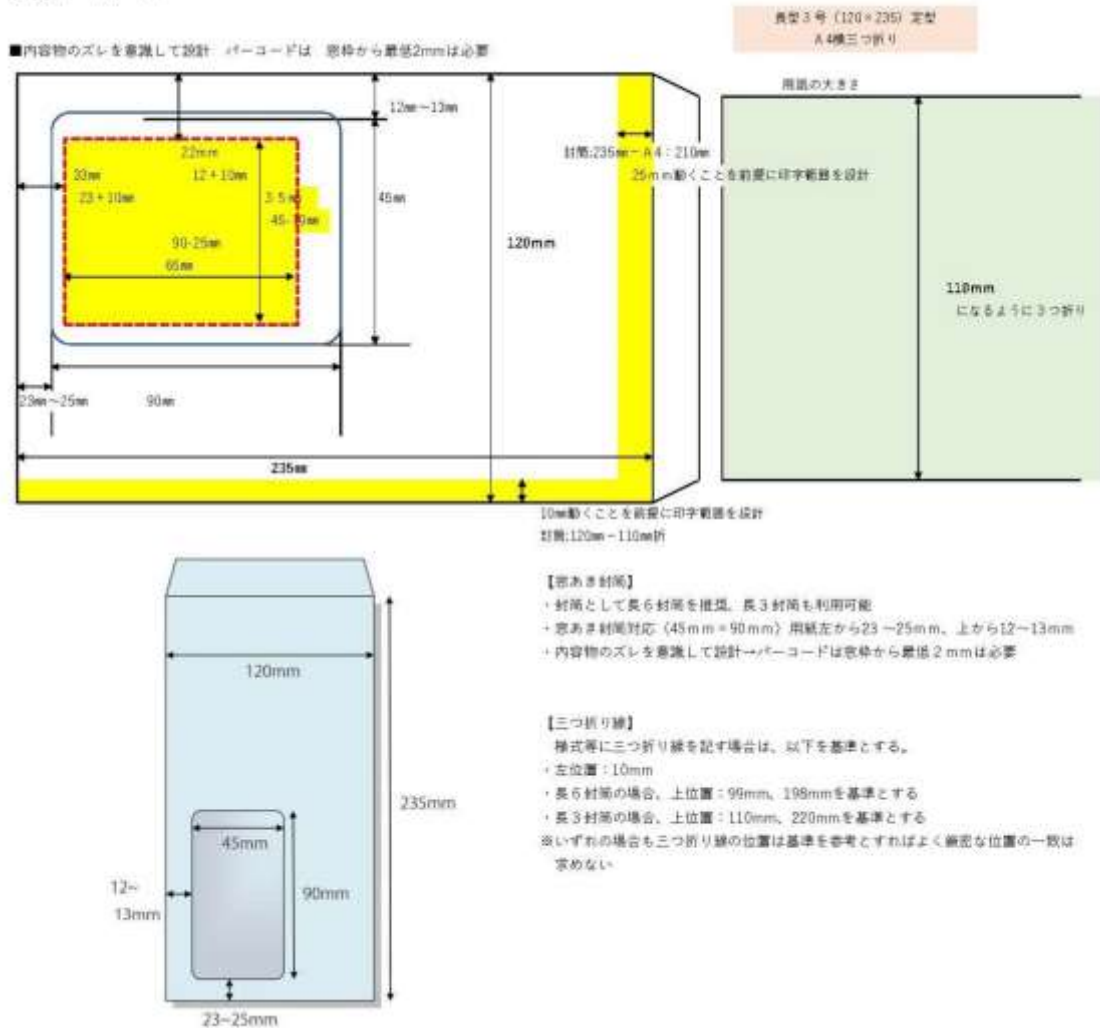 長型3号（120×235）定型
A4横三つ折り
■内容物のズレを意識して設計　バーコードは　窓枠から最低2mmは必要
用紙の大きさ
12㎜～13㎜
22mm
12+10㎜
33㎜
23+10㎜
45㎜
90-25㎜
65㎜
封筒:235㎜－A4：210㎜
25mm動くことを前提に印字範囲を設計
120mm
110mm
になるように3つ折り
23㎜～25㎜
90㎜
235㎜
10㎜動くことを前提に印字範囲を設計
封筒:120㎜－110㎜折
【窓あき封筒】
・封筒として長6封筒を推奨、長3封筒も利用可能
・窓あき封筒対応（45mm×90mm）用紙左から23～25mm、上から12～13mm
・内容物のズレを意識して設計→バーコードは窓枠から最低2mmは必要
【三つ折り線】
様式等に三つ折り線を記す場合は、以下を基準とする。
・左位置：10mm
・長6封筒の場合、上位置：99mm、198mmを基準とする
・長3封筒の場合、上位置：110mm、220mmを基準とする
※いずれの場合も三つ折り線の位置は基準を参考とすればよく厳密な位置の一致は
求めない
120mm
235mm
45mm
90mm
12~
13mm
23~25mm